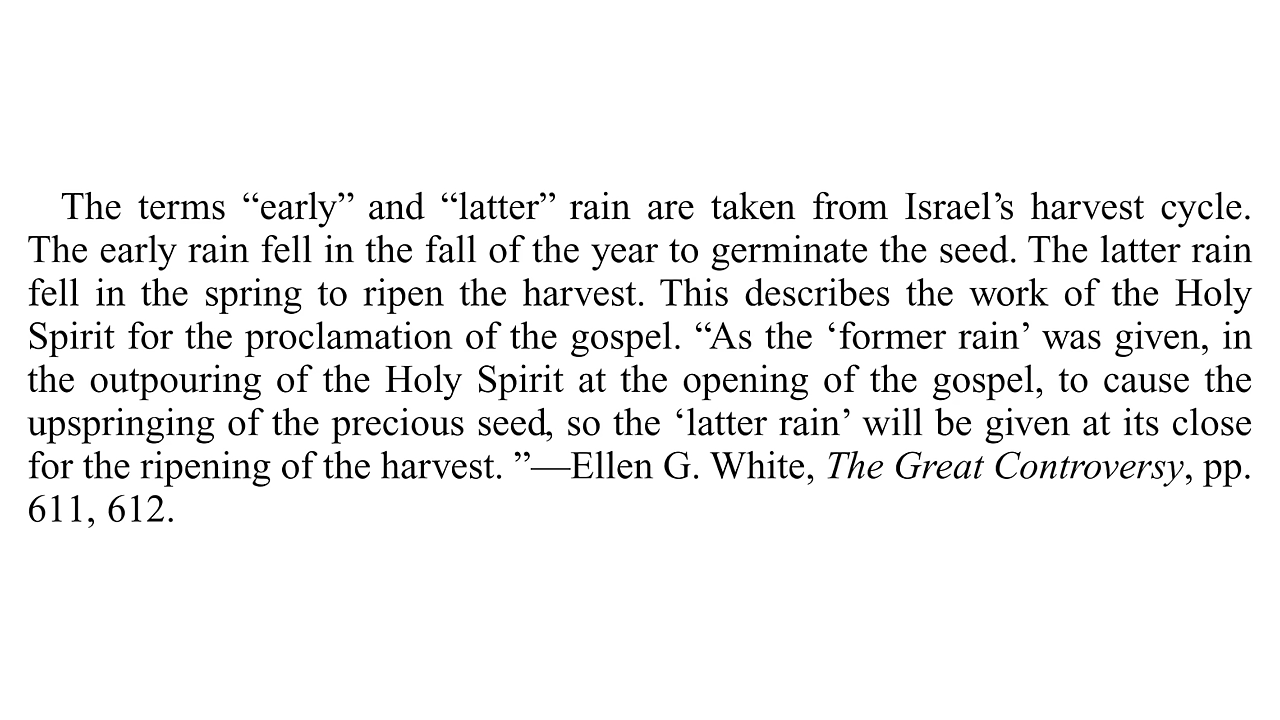 The terms “early” and “latter” rain are taken from Israel’s harvest cycle.
The early rain fell in the fall of the year to germinate the seed. The latter rain
fell in the spring to ripen the harvest. This describes the work of the Holy
Spirit for the proclamation of the gospel. “As the ‘former rain’ was given, in
the outpouring of the Holy Spirit at the opening of the gospel, to cause the
upspringing of the precious seed, so the ‘latter rain’ will be given at its close
for the ripening of the harvest. ”—Ellen G. White, The Great Controversy, pp.
611, 612.